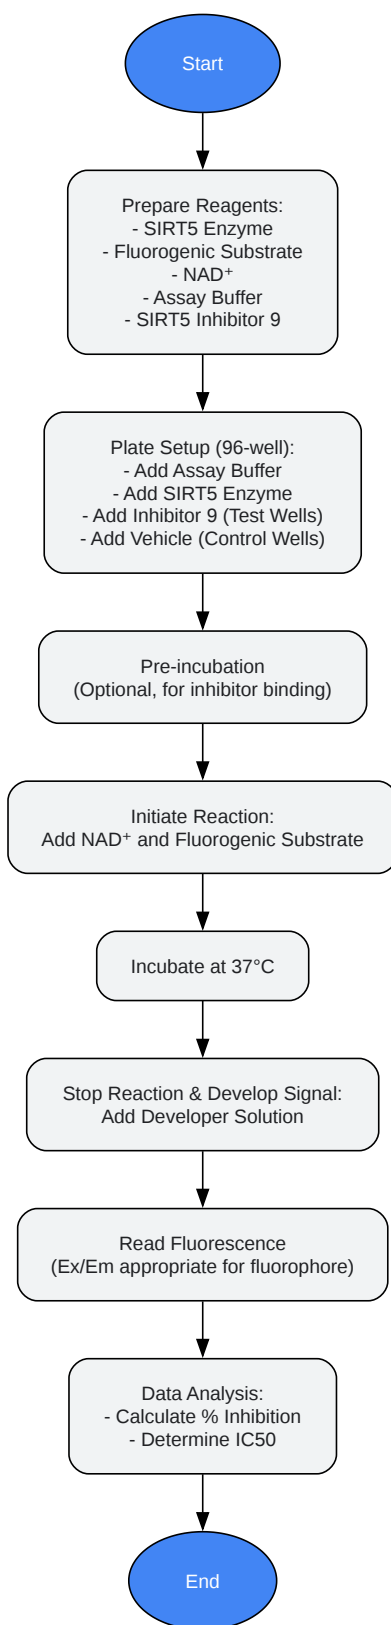 Start
Prepare Reagents:
- SIRT5 Enzyme
- Fluorogenic Substrate
- NAD⁺
- Assay Buffer
- SIRT5 Inhibitor 9
Plate Setup (96-well):
- Add Assay Buffer
- Add SIRT5 Enzyme
- Add Inhibitor 9 (Test Wells)
- Add Vehicle (Control Wells)
Pre-incubation
(Optional, for inhibitor binding)
Initiate Reaction:
Add NAD⁺ and Fluorogenic Substrate
Incubate at 37°C
Stop Reaction & Develop Signal:
Add Developer Solution
Read Fluorescence
(Ex/Em appropriate for fluorophore)
Data Analysis:
- Calculate % Inhibition
- Determine IC50
End